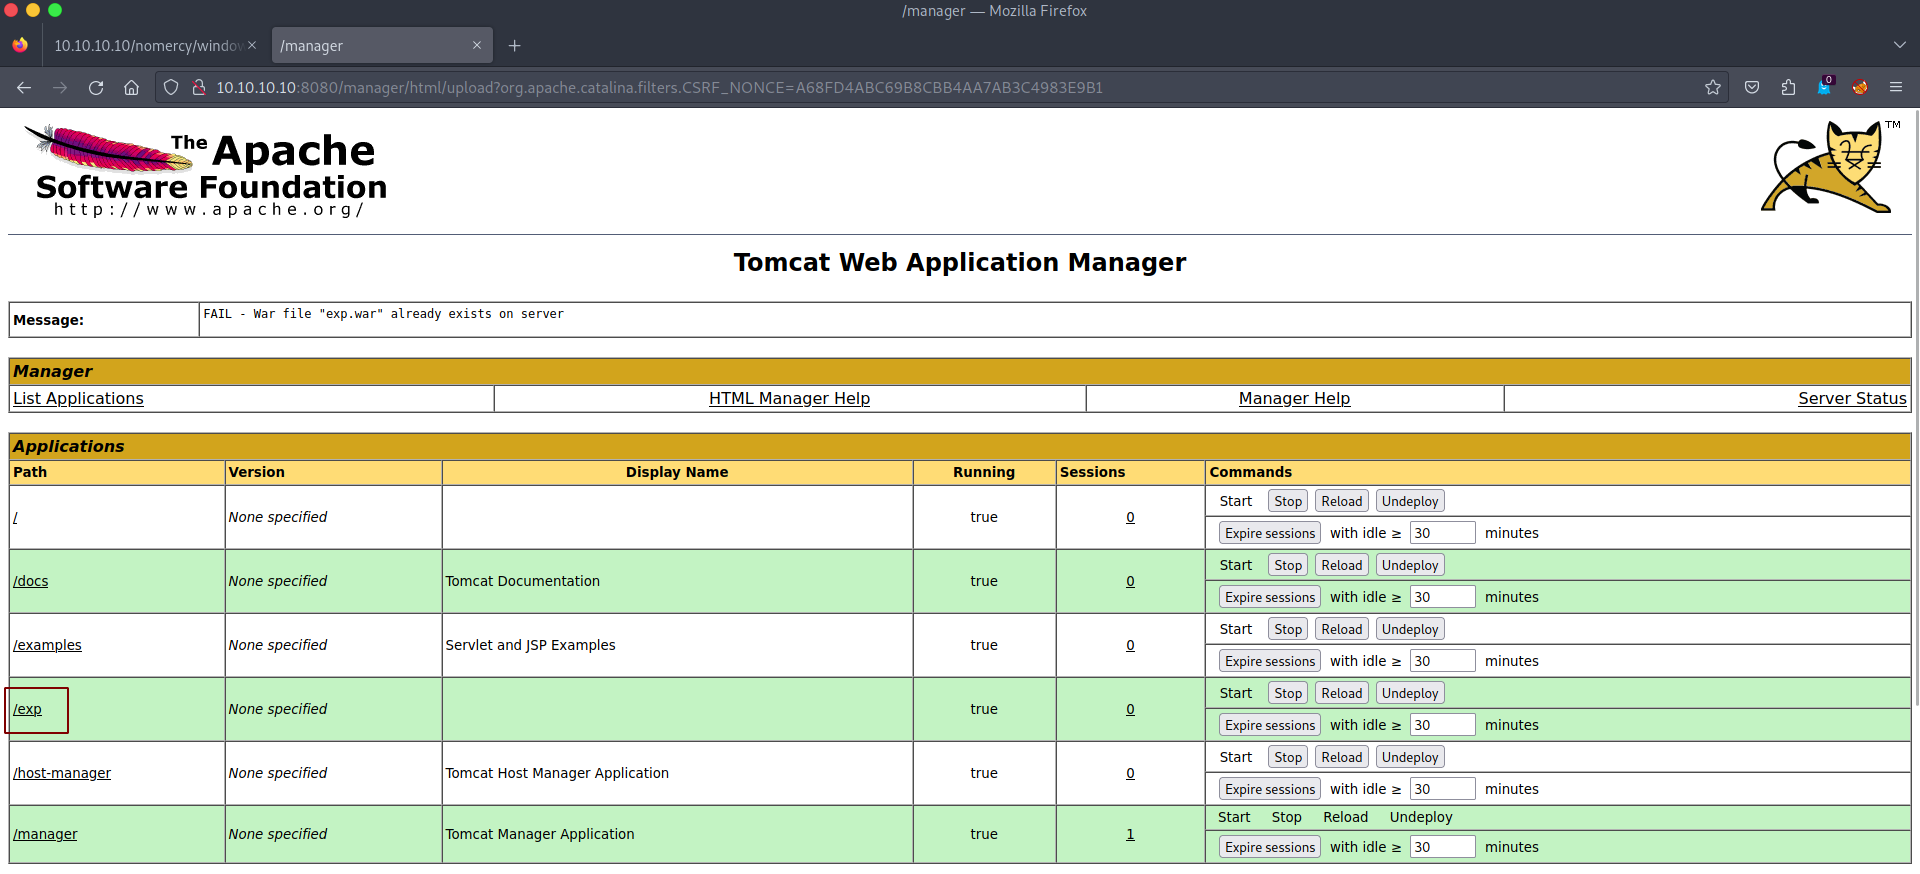 /manager — Mozilla Firefox
10.10.10.10/nomercy/window
/manager
10.10.10.10:8080/manager/html/upload?org.apache.catalina.filters.CSRF_NONCE=A68FD4ABC69B8CBB4AA7AB3C4983E9B1
0
The Apache
Software Foundation
http://www.apache.org/
TM
Tomcat Web Application Manager
Message: FAIL - War file "exp.war" already exists on server
Manager
List Applications HTML Manager Help Manager Help Server Status
Applications
Path Version Display Name Running Sessions Commands
/ None specified true 0 Start Stop Reload Undeploy
Expire sessions with idle ≥ 30 minutes
/docs None specified Tomcat Documentation true 0 Start Stop Reload Undeploy
Expire sessions with idle ≥ 30 minutes
/examples None specified Servlet and JSP Examples true 0 Start Stop Reload Undeploy
Expire sessions with idle ≥ 30 minutes
/exp None specified true 0 Start Stop Reload Undeploy
Expire sessions with idle ≥ 30 minutes
/host-manager None specified Tomcat Host Manager Application true 0 Start Stop Reload Undeploy
Expire sessions with idle ≥ 30 minutes
/manager None specified Tomcat Manager Application true 1 Start Stop Reload Undeploy
Expire sessions with idle ≥ 30 minutes